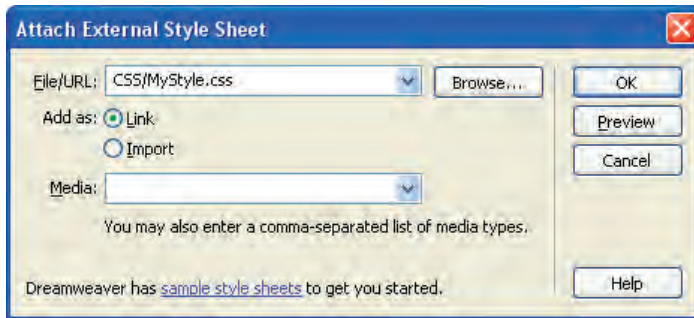 Attach External Style Sheet
File/URL: CSS/MyStyle.css Browse... OK
Add as: Link Preview
Import Cancel
Media:
You may also enter a comma-separated list of media types.
Dreamweaver has sample style sheets to get you started. Help